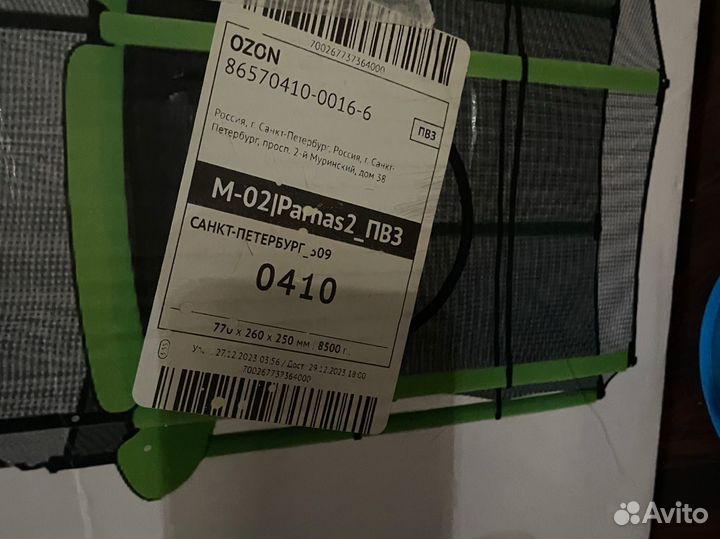 700267737364000
OZON
86570410-0016-6
ПВЗ
Россия, г. Санкт-Петербург, Россия, г. Санкт-
Петербург, просп. 2-й Муринский, дом 38
M-02|Parnas2_ПВЗ
САНКТ-ПЕТЕРБУРГ_509
0410
770 x 260 x 250 мм | 8500 г.
27.12.2023 03:56 / Дост. 29.12.2023 18:00
700267737364000
Avito